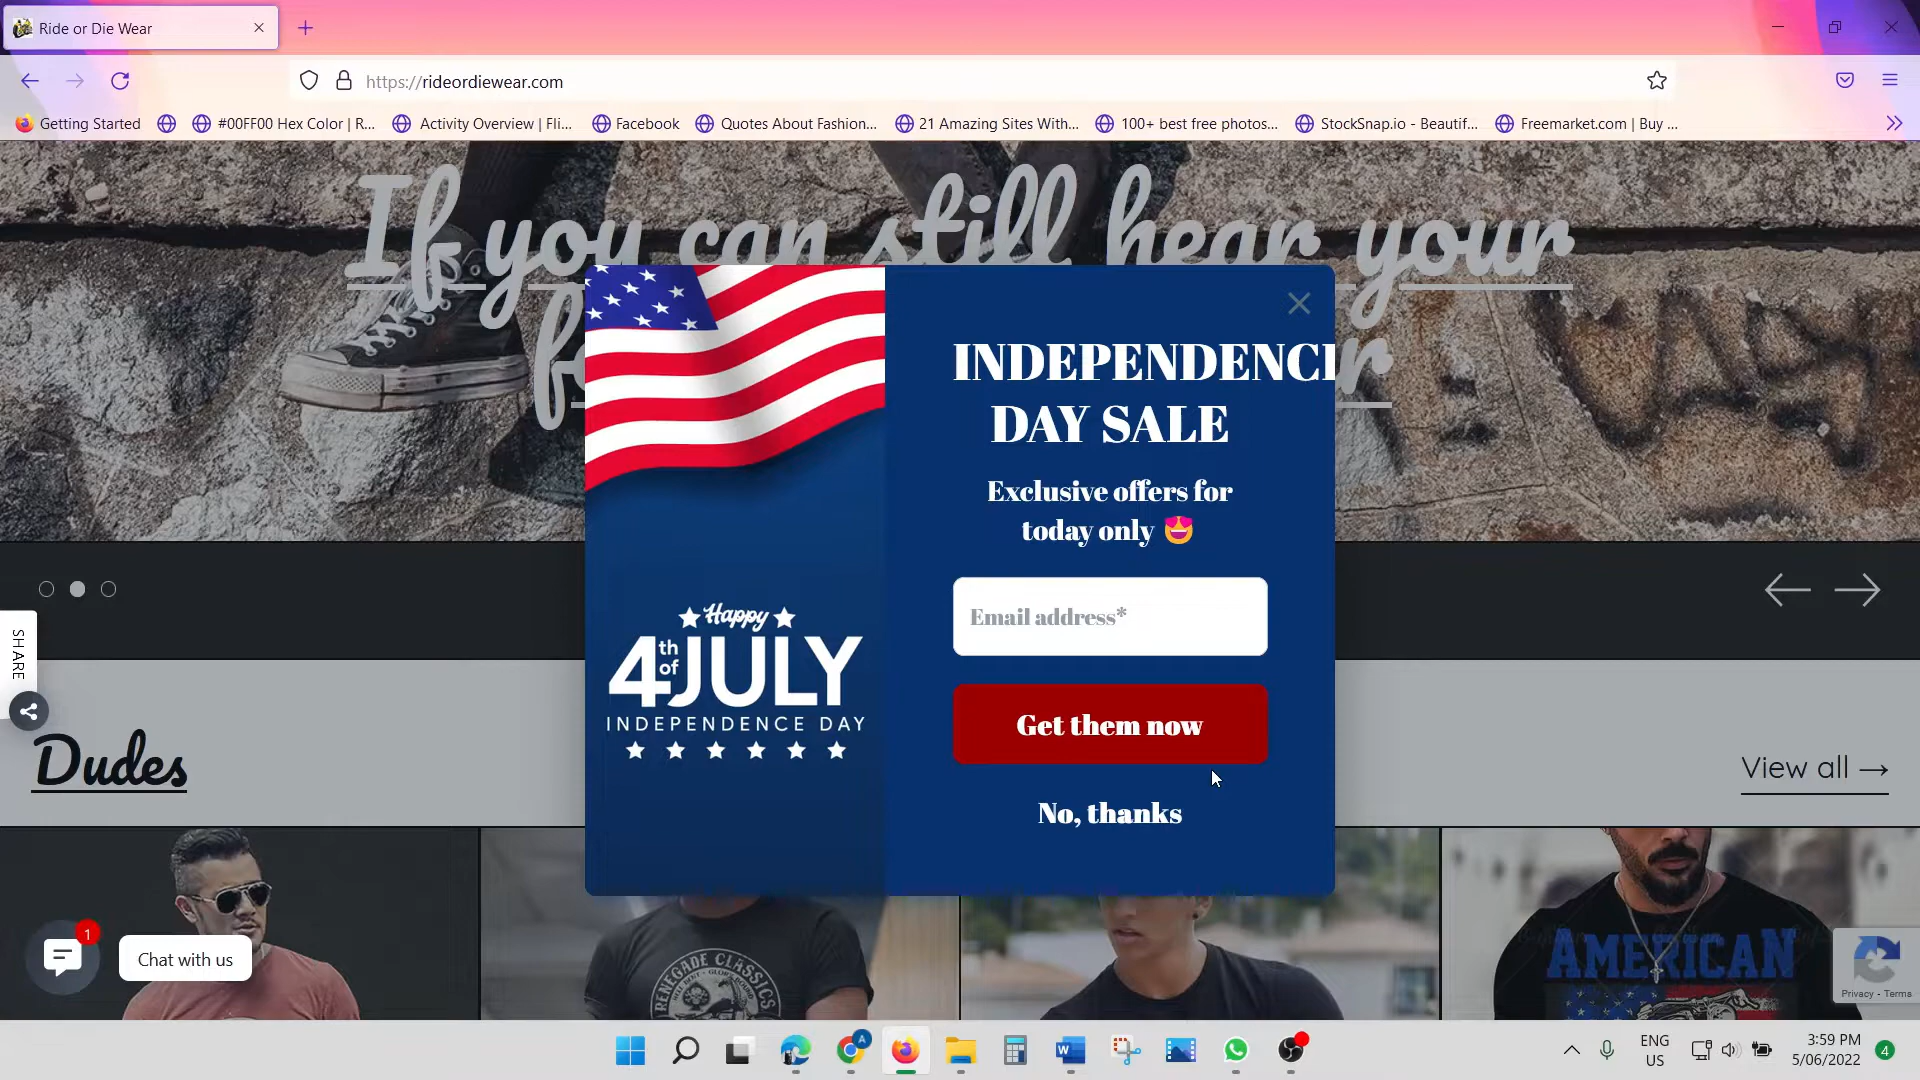 Ride or Die Wear
https://rideordiewear.com
Getting Started
#00FF00 Hex Color | R...
Activity Overview | Fli...
Facebook
Quotes About Fashion...
21 Amazing Sites With...
100+ best free photos...
StockSnap.io - Beautif...
Freemarket.com | Buy ...
If you can still hear your
INDEPENDENCE
DAY SALE
Exclusive offers for
today only 😍
Email address*
Get them now
No, thanks
Happy
4th of JULY
INDEPENDENCE DAY
SHARE
Dudes
View all →
RENEGADE CLASSICS
AMERICAN
1
Chat with us
Privacy - Terms
A
W
ENG
US
3:59 PM
5/06/2022
4